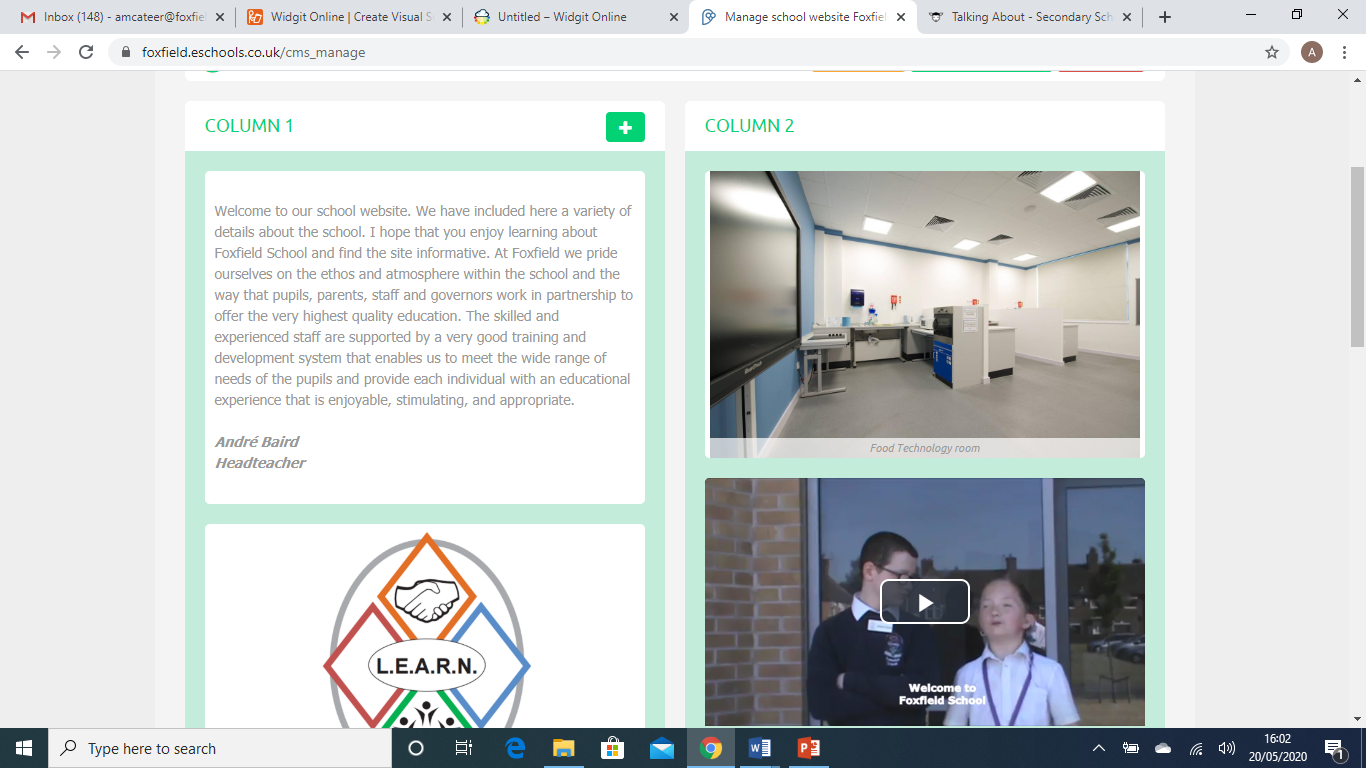 Inbox (148) - amcateer@foxfie
Widgit Online | Create Visual S
Untitled – Widgit Online
Manage school website Foxfiel
Talking About - Secondary Sch
foxfield.eschools.co.uk/cms_manage
A
COLUMN 1
COLUMN 2
Welcome to our school website. We have included here a variety of
details about the school. I hope that you enjoy learning about
Foxfield School and find the site informative. At Foxfield we pride
ourselves on the ethos and atmosphere within the school and the
way that pupils, parents, staff and governors work in partnership to
offer the very highest quality education. The skilled and
experienced staff are supported by a very good training and
development system that enables us to meet the wide range of
needs of the pupils and provide each individual with an educational
experience that is enjoyable, stimulating, and appropriate.
André Baird
Headteacher
Food Technology room
L.E.A.R.N.
Welcome to
Foxfield School
Type here to search
16:02
20/05/2020
1